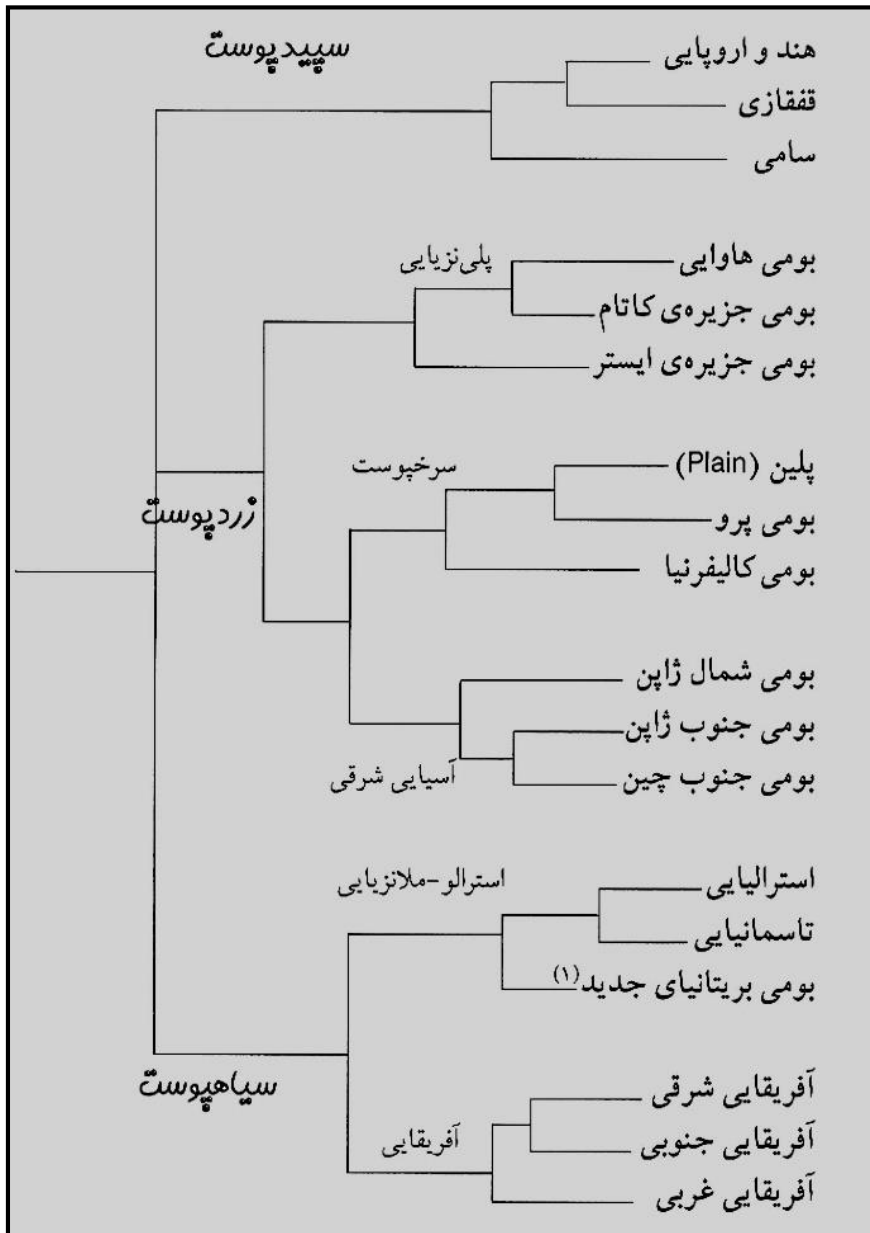 سپیدپوست
هند و اروپایی
قفقازی
سامی
پلی‌نزیایی
بومی هاوایی
بومی جزیره‌ی کاتام
بومی جزیره‌ی ایستر
زردپوست
سرخپوست
پلین (Plain)
بومی پرو
بومی کالیفرنیا
بومی شمال ژاپن
بومی جنوب ژاپن
بومی جنوب چین
آسیایی شرقی
استرالو-ملانزیایی
استرالیایی
تاسمانیایی
بومی بریتانیای جدید(۱)
سیاهپوست
آفریقایی
آفریقایی شرقی
آفریقایی جنوبی
آفریقایی غربی